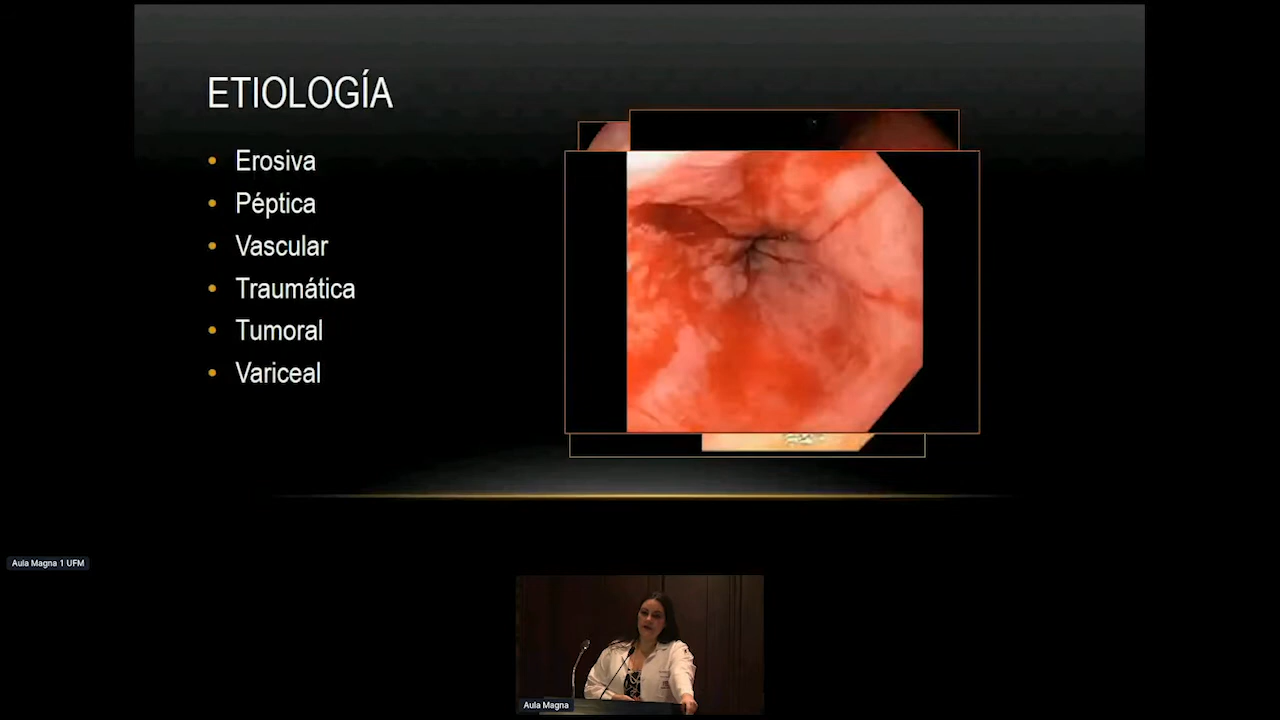 ETIOLOGÍA
• Erosiva
• Péptica
• Vascular
• Traumática
• Tumoral
• Variceal
Aula Magna 1 UFM
Aula Magna